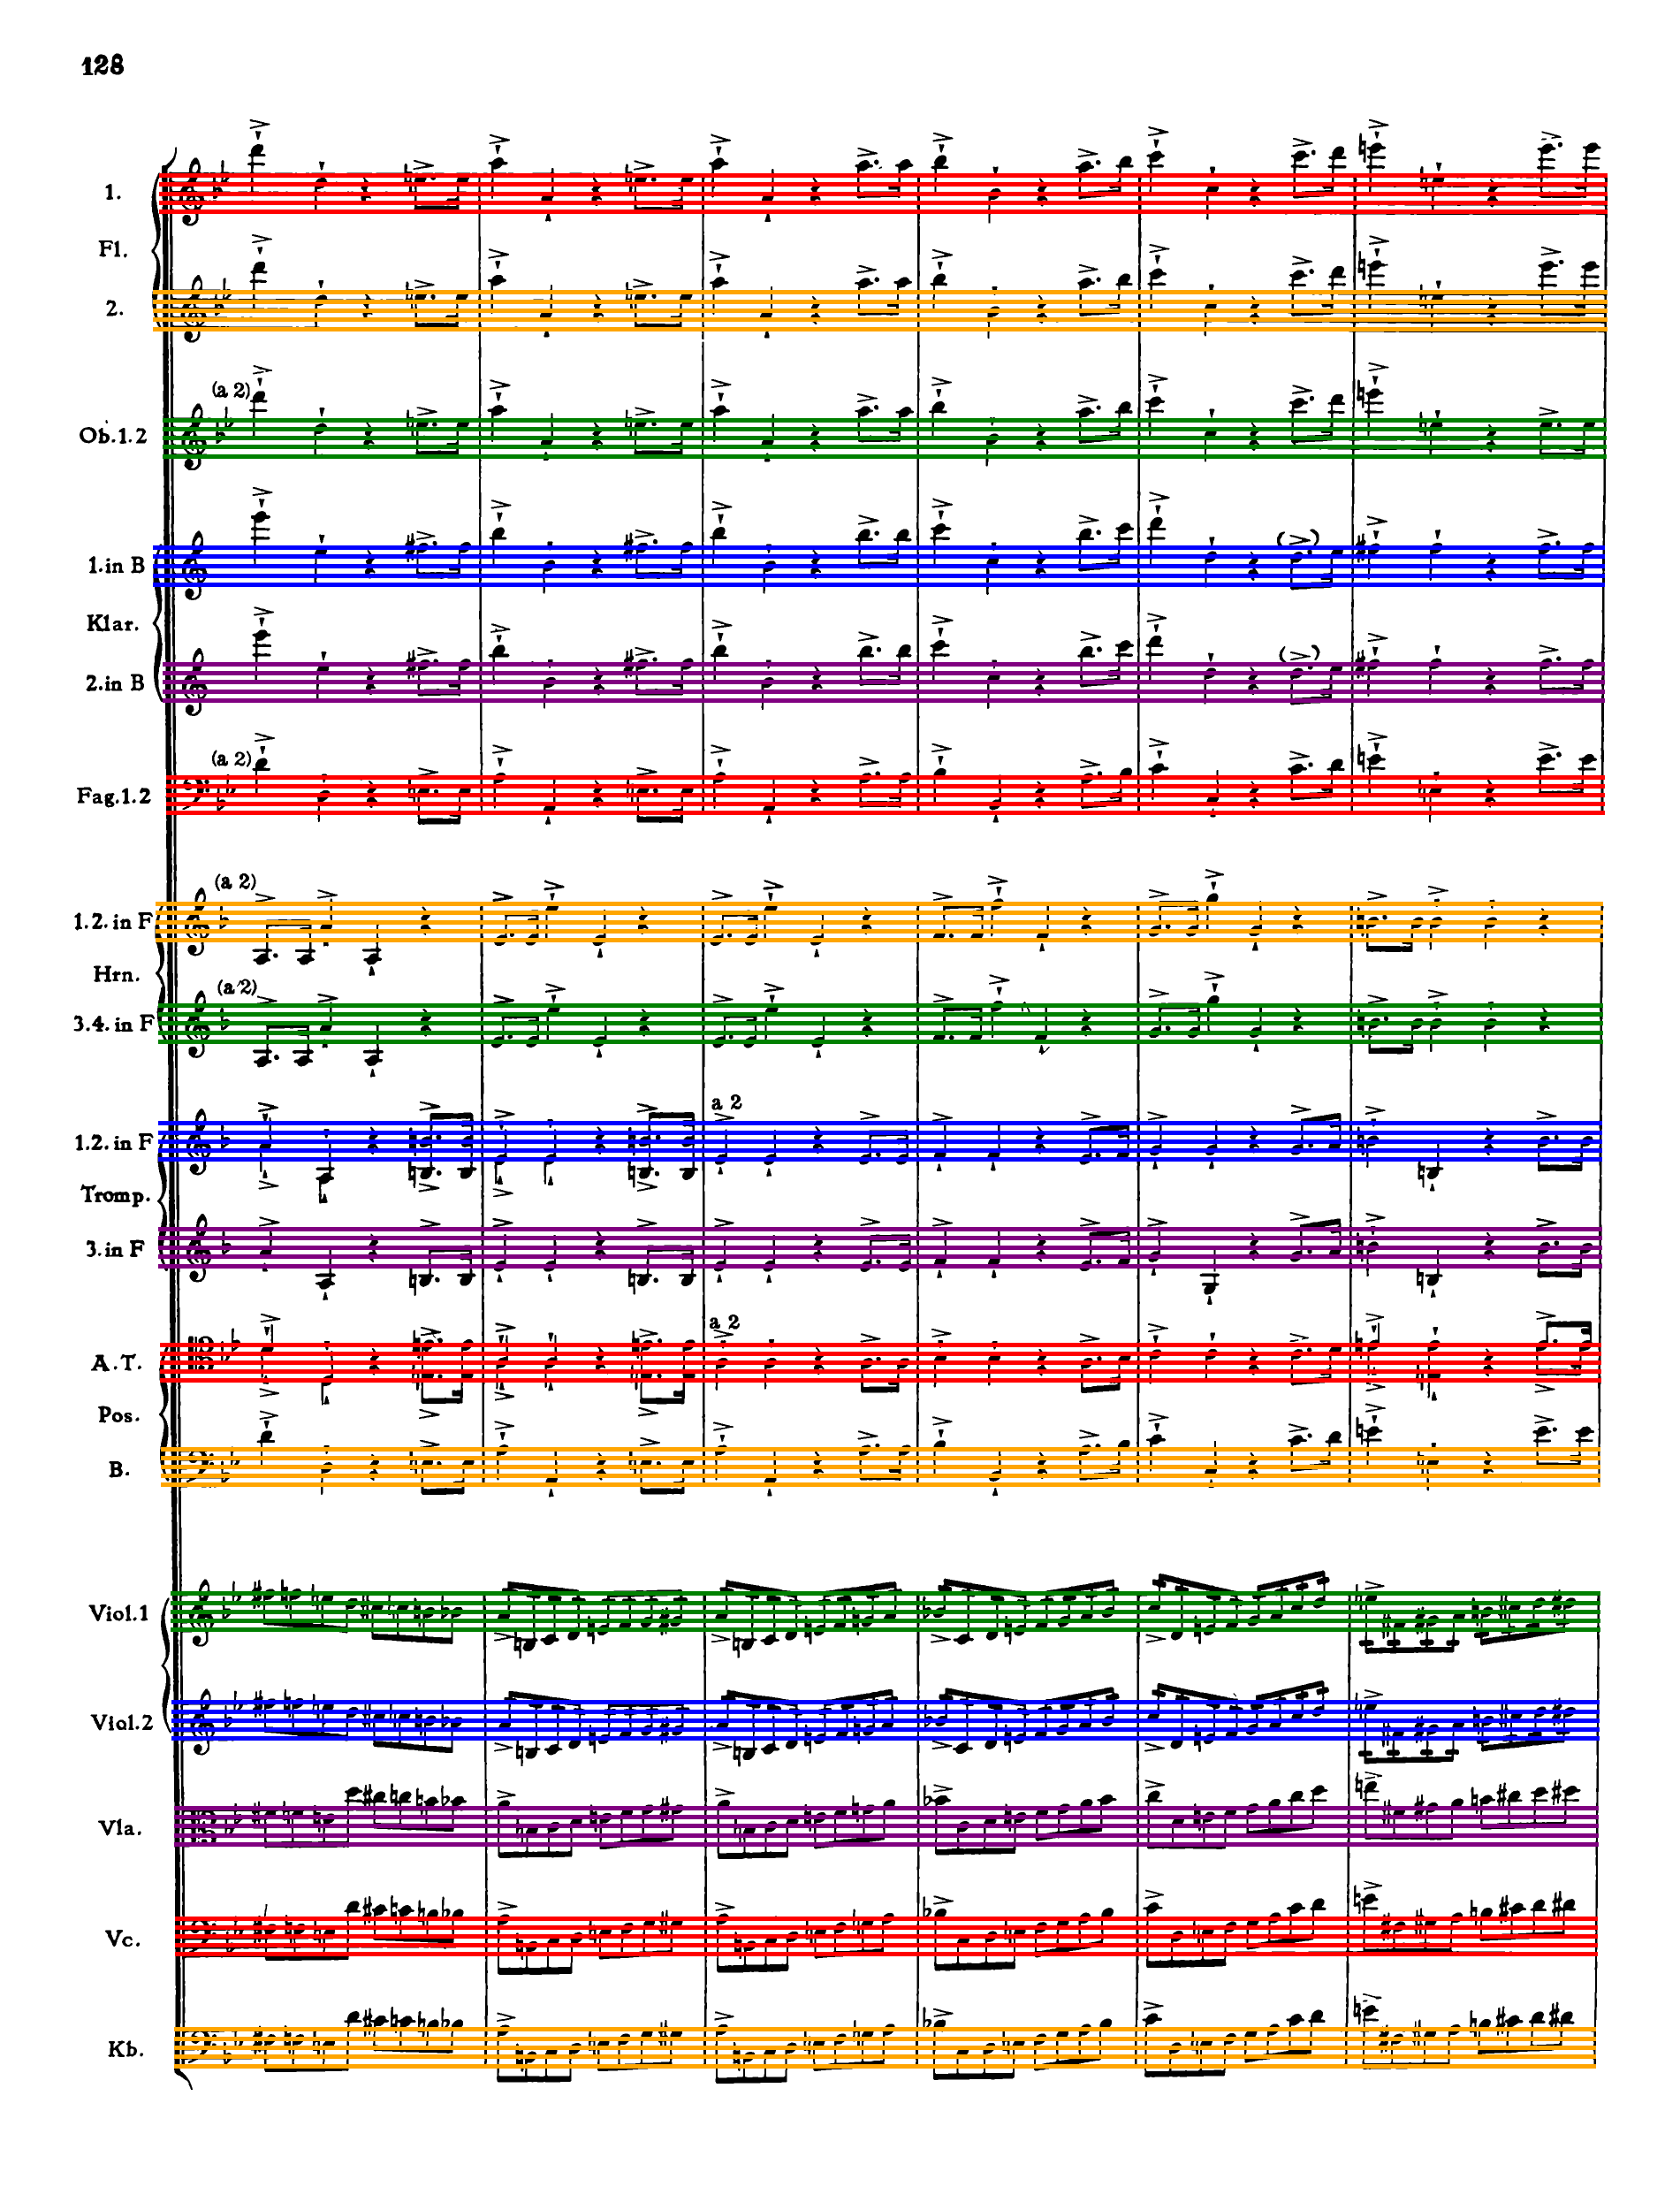 128
1.
Fl.
2.
(a 2)
Ob.1.2
1.in B
Klar.
2.in B
(a 2)
Fag.1.2
(a 2)
1.2. in F
Hrn.
(a 2)
3.4. in F
a 2
1.2. in F
Tromp.
3. in F
a 2
A.T.
Pos.
B.
Viol.1
Viol.2
Vla.
Vc.
Kb.